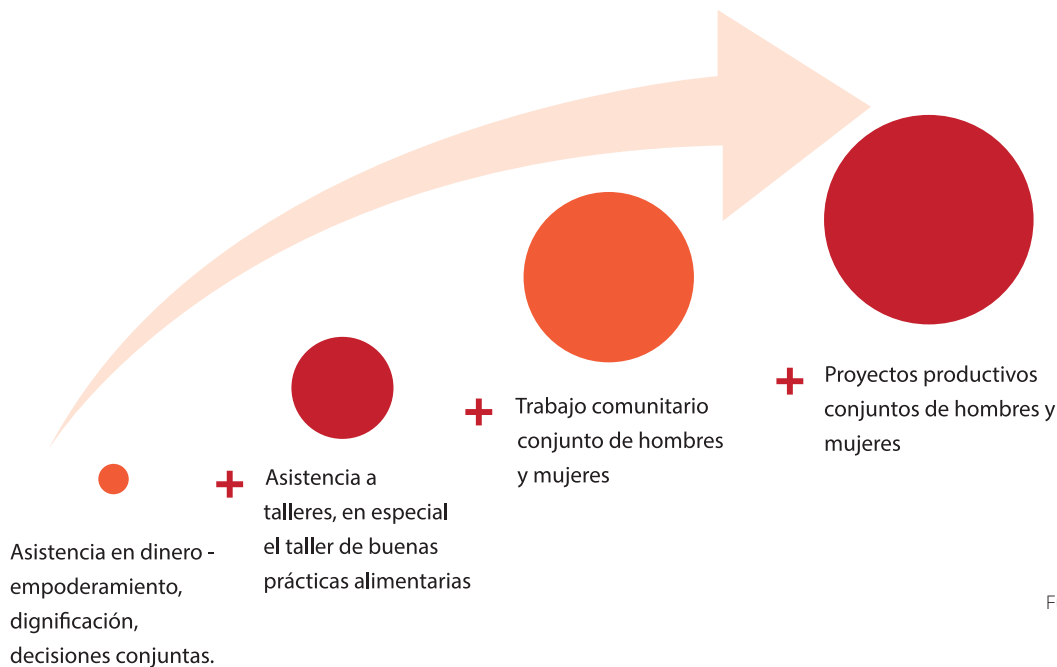 Asistencia en dinero -
empoderamiento,
dignificación,
decisiones conjuntas.
+
Asistencia a
talleres, en especial
el taller de buenas
prácticas alimentarias
+
Trabajo comunitario
conjunto de hombres
y mujeres
+
Proyectos productivos
conjuntos de hombres y
mujeres
F